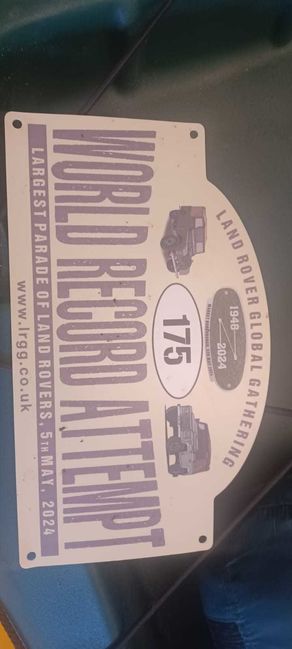 LAND ROVER GLOBAL GATHERING
1948
2024
175
WORLD RECORD ATTEMPT
LARGEST PARADE OF LAND ROVERS, 5TH MAY, 2024
www.lrgg.co.uk